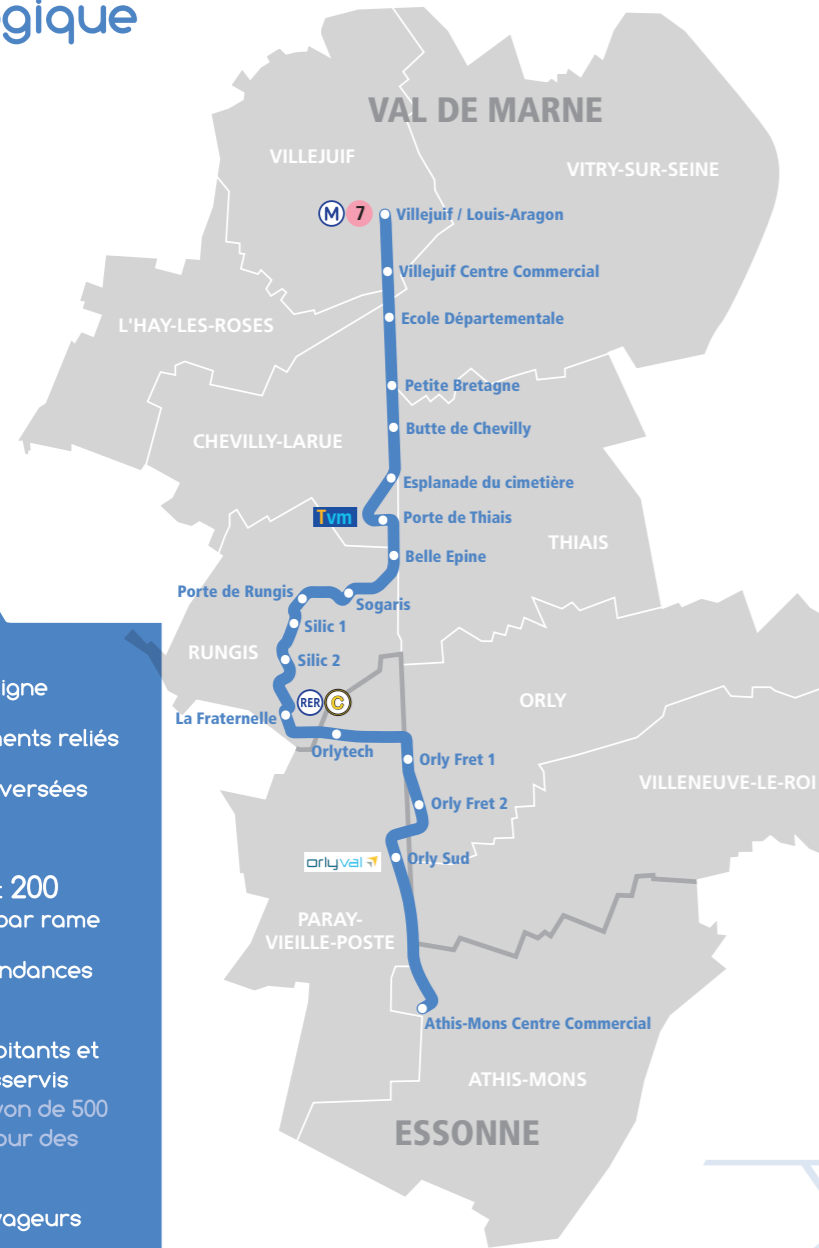 gique
VAL DE MARNE
VILLEJUIF
VITRY-SUR-SEINE
M 7 Villejuif / Louis-Aragon
Villejuif Centre Commercial
Ecole Départementale
L'HAY-LES-ROSES
Petite Bretagne
Butte de Chevilly
CHEVILLY-LARUE
Esplanade du cimetière
Tvm Porte de Thiais
THIAIS
Belle Epine
Porte de Rungis
Sogaris
Silic 1
RUNGIS
Silic 2
RER C
ORLY
La Fraternelle
Orlytech
Orly Fret 1
VILLENEUVE-LE-ROI
Orly Fret 2
orlyval Orly Sud
PARAY-
VIEILLE-POSTE
Athis-Mons Centre Commercial
ATHIS-MONS
ESSONNE
igne
ents reliés
versées
: 200
par rame
ndances
bitants et
sservis
yon de 500
our des
yageurs